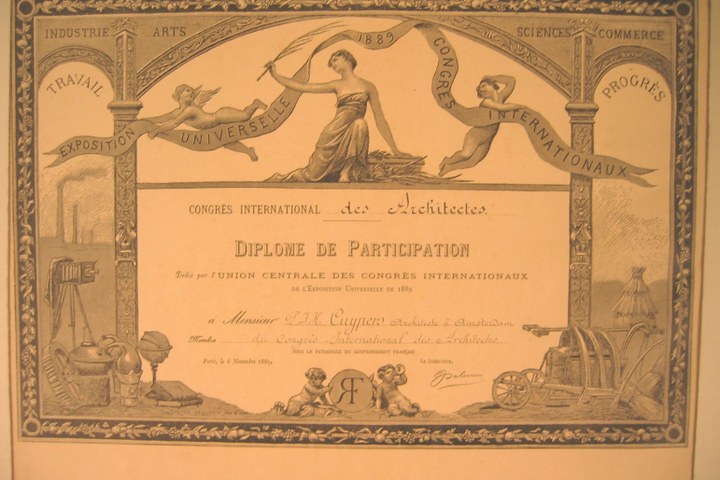 INDUSTRIE ARTS SCIENCES COMMERCE
TRAVAIL
PROGRÈS
EXPOSITION UNIVERSELLE 1889 CONGRÈS INTERNATIONAUX
CONGRÈS INTERNATIONAL des Architectes.
DIPLOME DE PARTICIPATION
Délivré par l'UNION CENTRALE DES CONGRÈS INTERNATIONAUX
DE L'EXPOSITION UNIVERSELLE DE 1889
à Monsieur P.J.H. Cuypers Architecte à Amsterdam
Membre du Congrès International des Architectes
SOUS LE PATRONAGE DU GOUVERNEMENT FRANÇAIS
Paris, le 6 Novembre 1889. LE DIRECTEUR,
RF